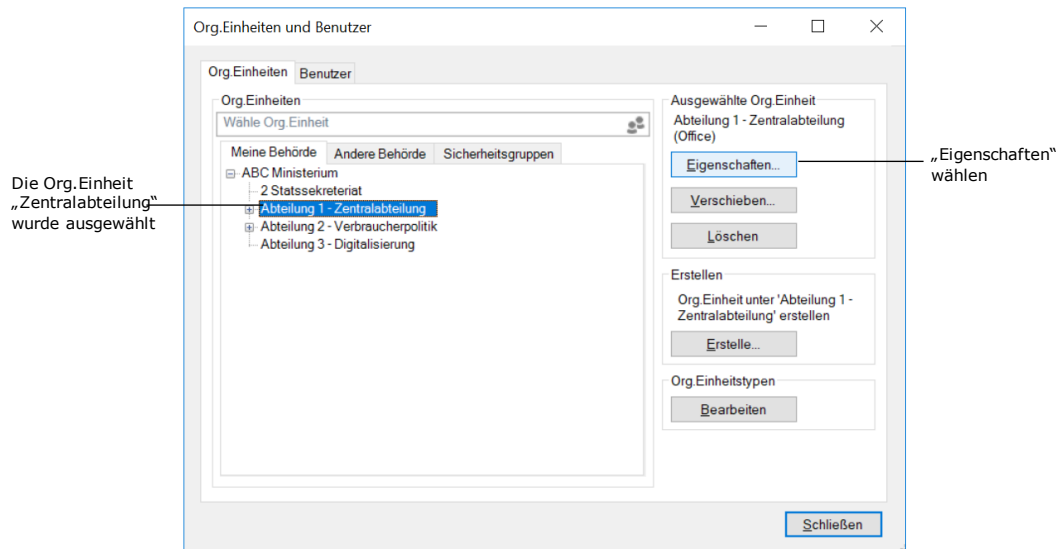 Org.Einheiten und Benutzer
Org.Einheiten Benutzer
Org.Einheiten
Wähle Org.Einheit
Meine Behörde Andere Behörde Sicherheitsgruppen
ABC Ministerium
2 Statssekreteriat
Abteilung 1 - Zentralabteilung
Abteilung 2 - Verbraucherpolitik
Abteilung 3 - Digitalisierung
Ausgewählte Org.Einheit
Abteilung 1 - Zentralabteilung
(Office)
Eigenschaften...
Verschieben...
Löschen
Erstellen
Org.Einheit unter 'Abteilung 1 -
Zentralabteilung' erstellen
Erstelle...
Org.Einheitstypen
Bearbeiten
Schließen
Die Org.Einheit
„Zentralabteilung"
wurde ausgewählt
„Eigenschaften"
wählen